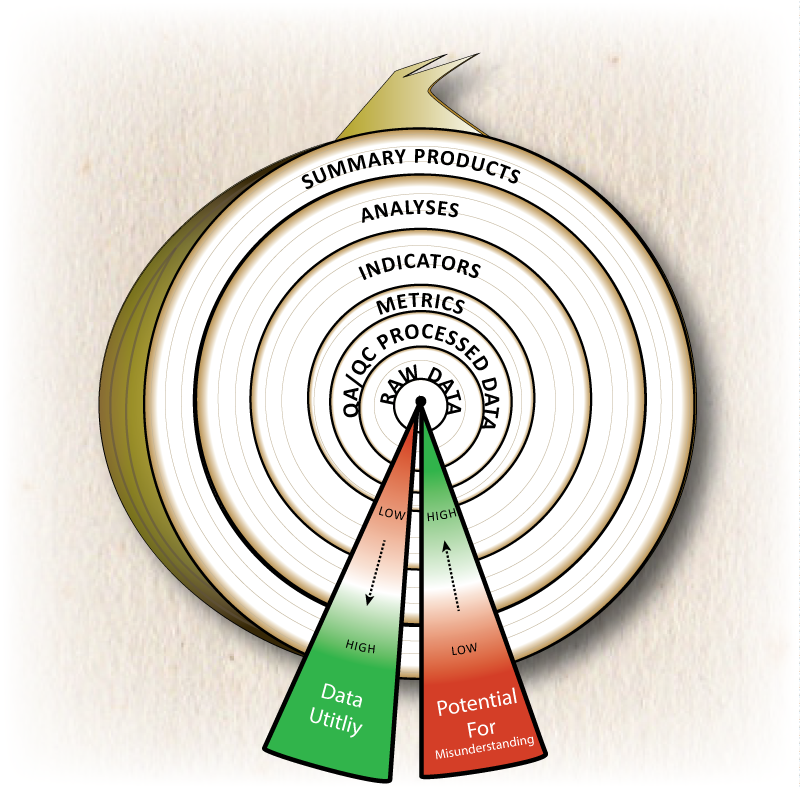 SUMMARY PRODUCTS
ANALYSES
INDICATORS
METRICS
QA/QC PROCESSED DATA
RAW DATA
LOW
HIGH
Data
Utitliy
HIGH
LOW
Potential
For
Misunderstanding